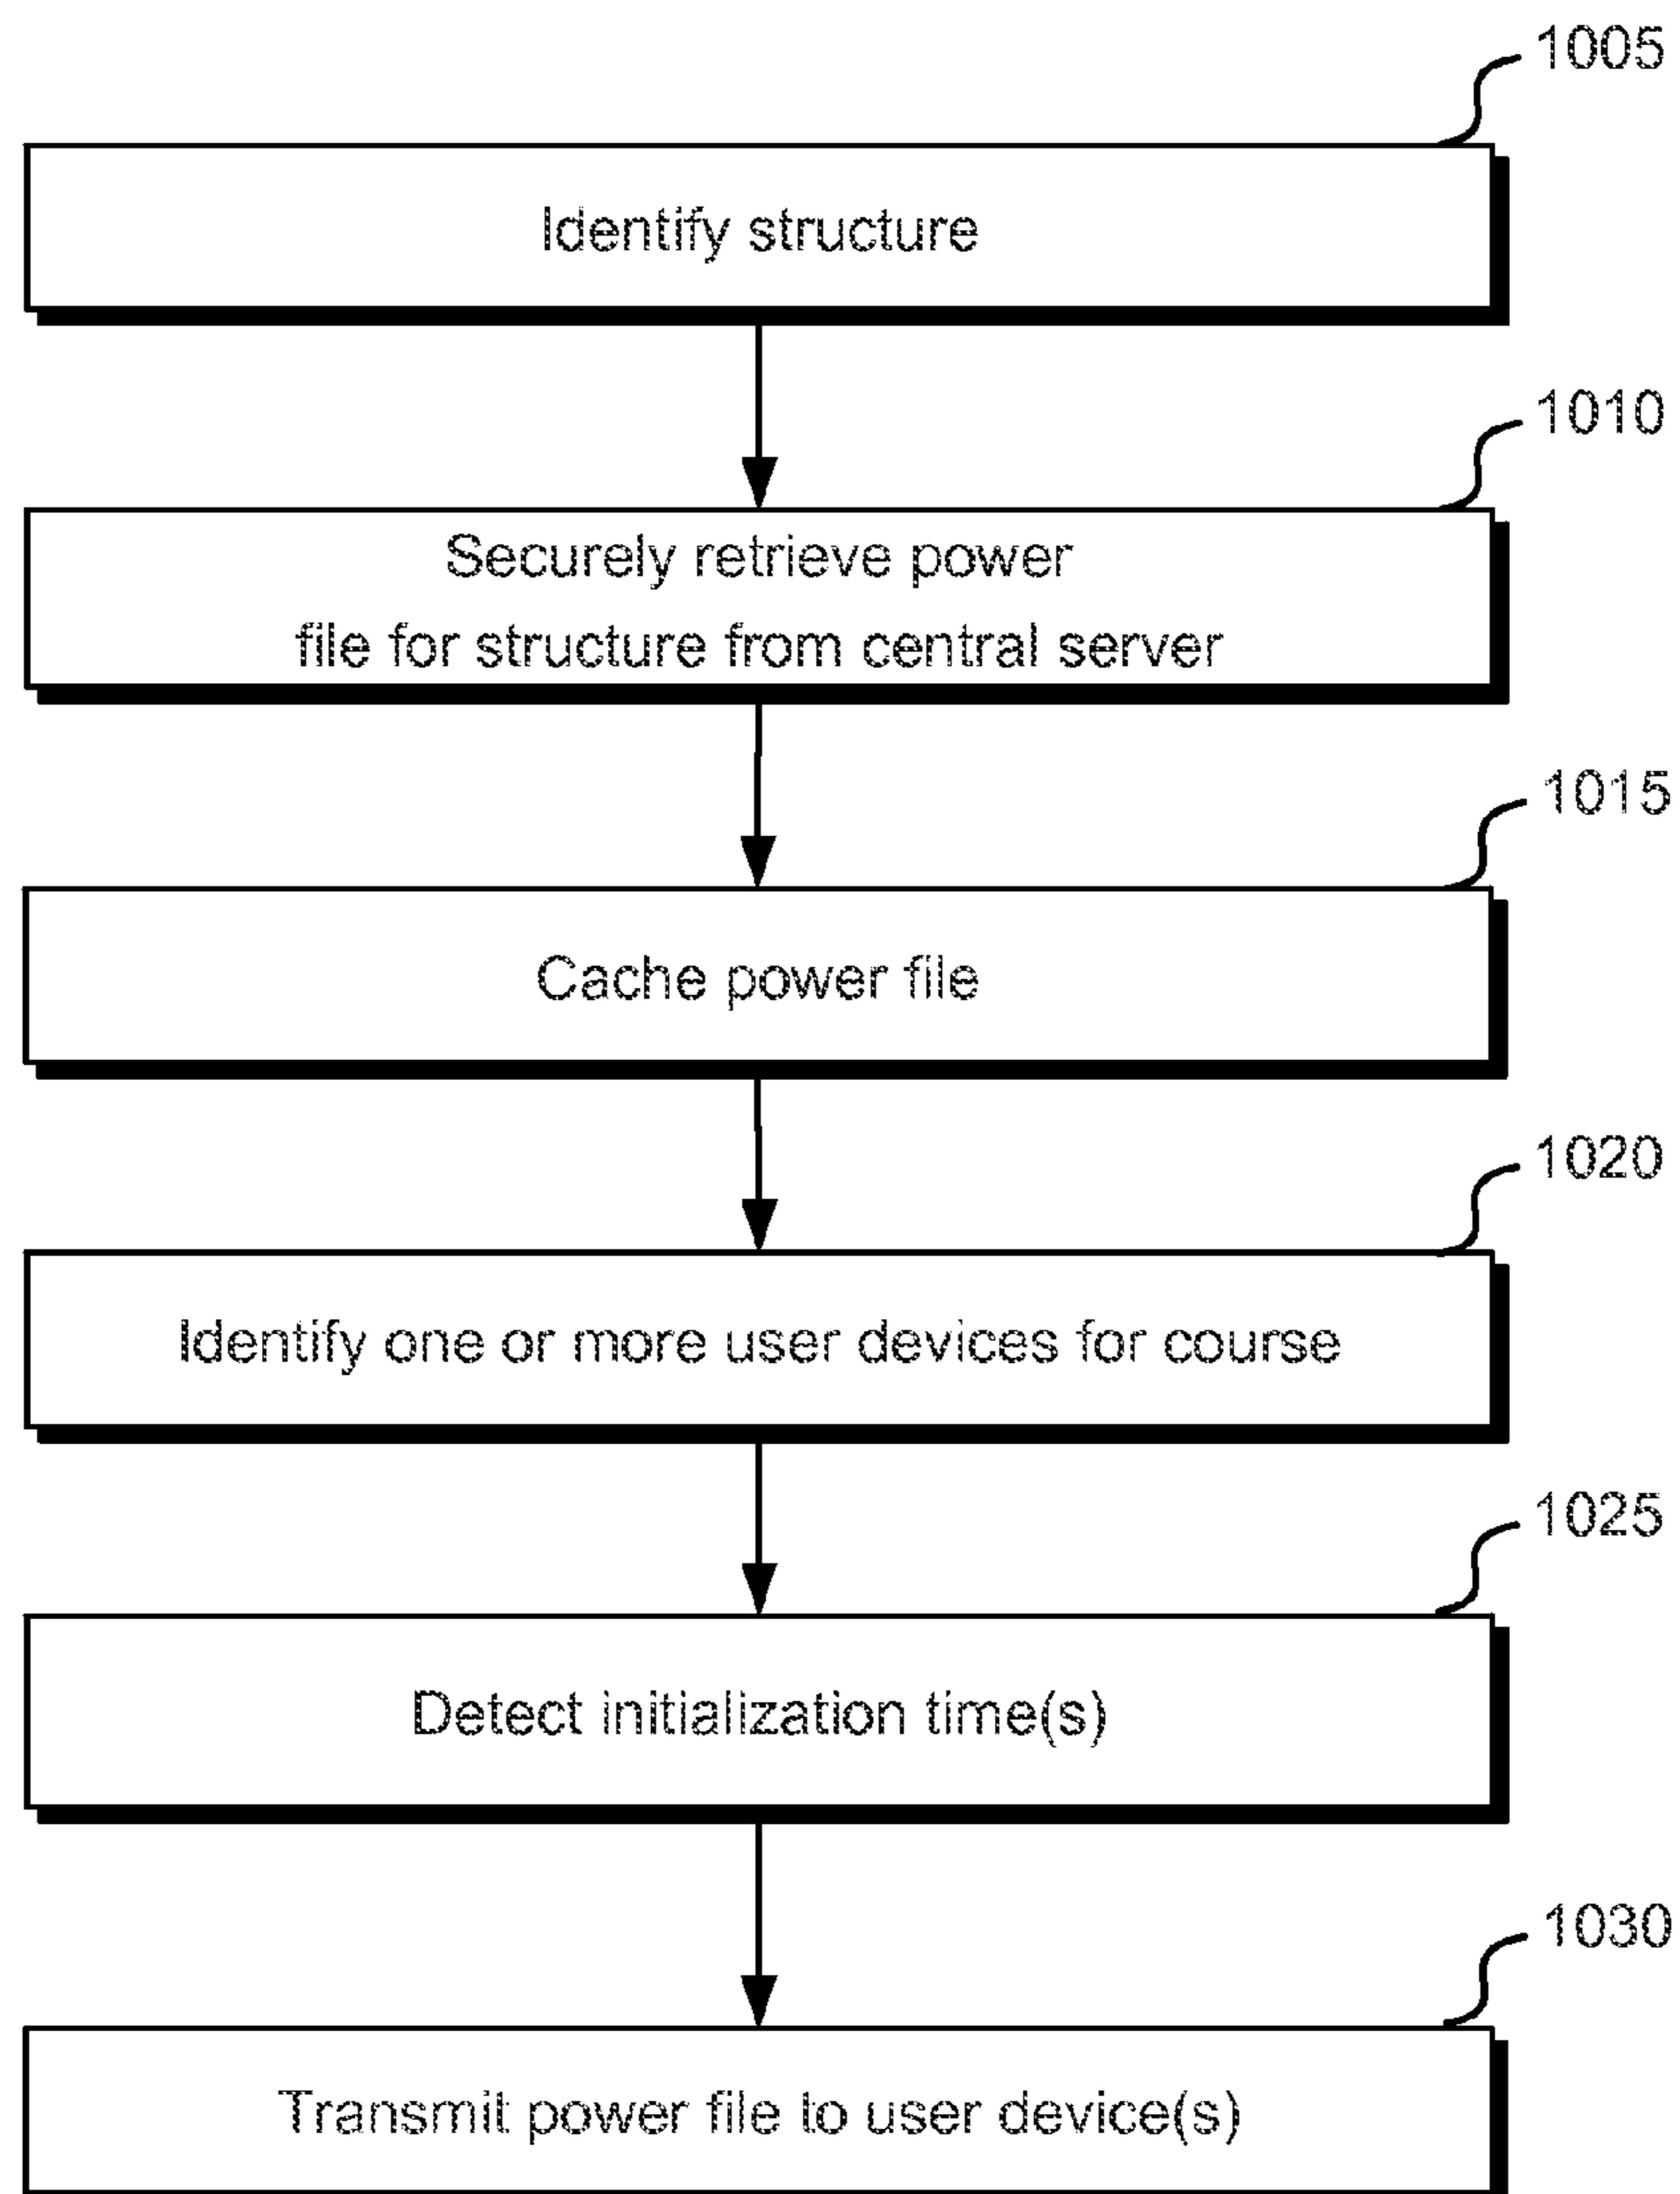 1005
Identify structure
1010
Securely retrieve power
file for structure from central server
1015
Cache power file
1020
Identify one or more user devices for course
1025
Detect initialization time(s)
1030
Transmit power file to user device(s)